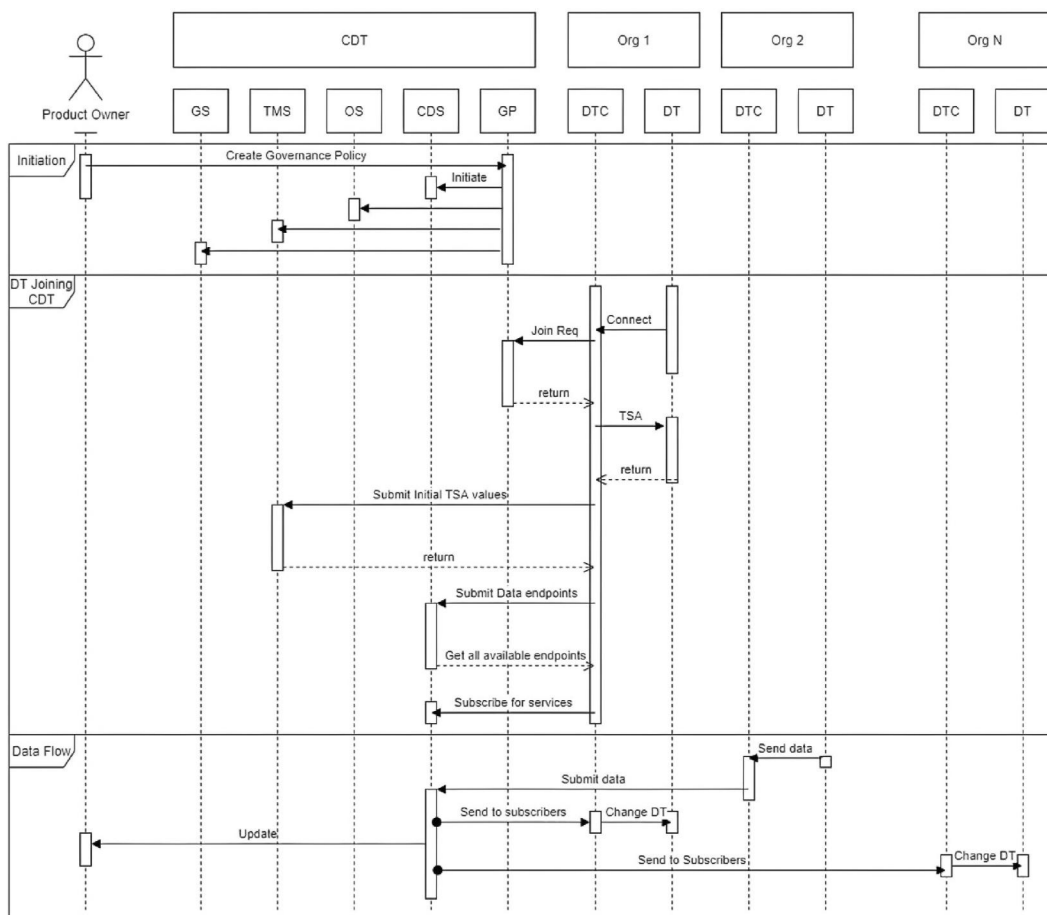 CDT
Org 1
Org 2
Org N
Product Owner
GS
TMS
OS
CDS
GP
DTC
DT
DTC
DT
DTC
DT
Initiation
Create Governance Policy
Initiate
DT Joining
CDT
Connect
Join Req
return
TSA
return
Submit Initial TSA values
return
Submit Data endpoints
Get all available endpoints
Subscribe for services
Data Flow
Send data
Submit data
Send to subscribers
Change DT
Update
Send to Subscribers
Change DT